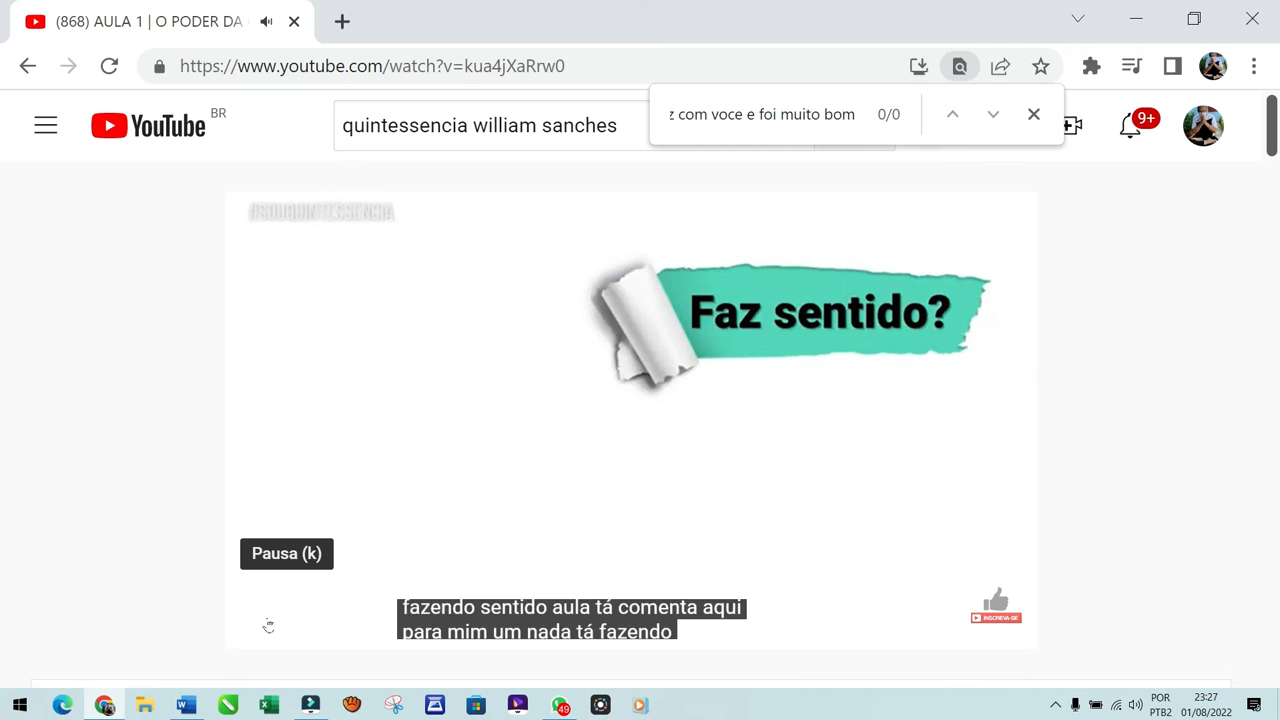 (868) AULA 1 | O PODER DA
https://www.youtube.com/watch?v=kua4jXaRrw0
z com voce e foi muito bom 0/0
YouTube BR
quintessencia william sanches
9+
#SOUQUINTESSENCIA
Faz sentido?
Pausa (k)
fazendo sentido aula tá comenta aqui
para mim um nada tá fazendo
INSCREVA-SE
49
POR
PTB2
23:27
01/08/2022